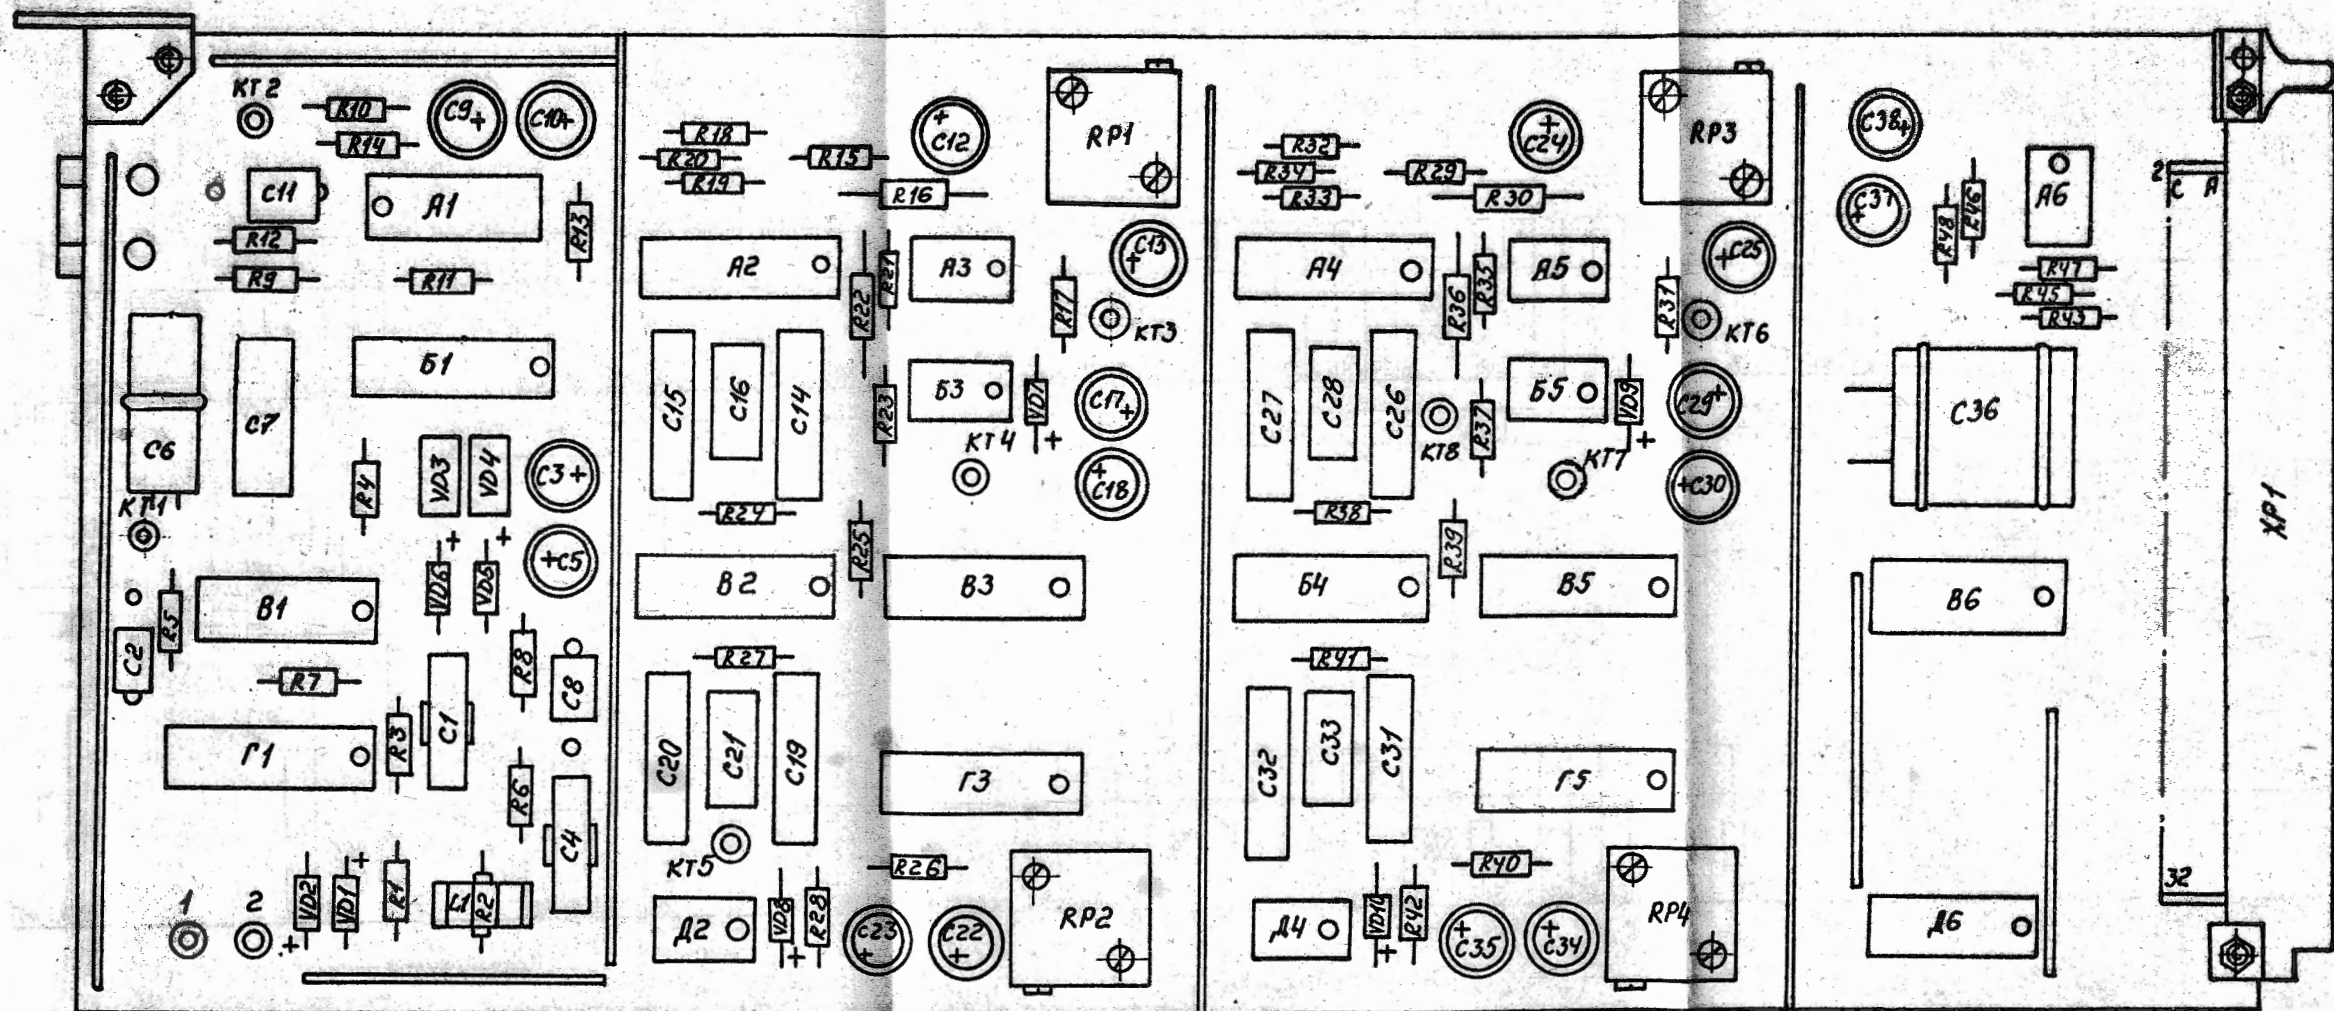 КТ2
R10
C9+
C10+
R14
C11
A1
R13
R12
R9
R11
Б1
C6
C7
КТ1
R4
VD3
VD4
C3+
+C5
+
+
VD6
VD5
R5
B1
C2
R7
R8
C8
R3
C1
Г1
R6
C4
1
2
+
VD2
VD1
+
R1
L1
R2
R18
R20
R19
R15
+
C12
R16
RP1
A2
R22
R21
A3
R17
C13
+
КТ3
C15
C16
C14
R23
Б3
VD7
+
КТ4
C17+
+
C18
R24
R25
B2
B3
R27
C20
C21
C19
Г3
КТ5
R26
Д2
VD8
+
R28
C23
+
C22
+
RP2
R32
R34
R33
R29
R30
+
C24
RP3
A4
R36
R35
A5
R31
+C25
КТ6
C27
C28
C26
КТ8
R37
Б5
VD9
+
КТ7
C29+
+C30
R38
R39
Б4
B5
R41
C32
C33
C31
Г5
R40
Д4
VD10
+
R42
+
C35
+
C34
RP4
C38+
C37
+
R48
R46
A6
R47
R45
R43
C36
B6
Д6
2
C A
32
XP1